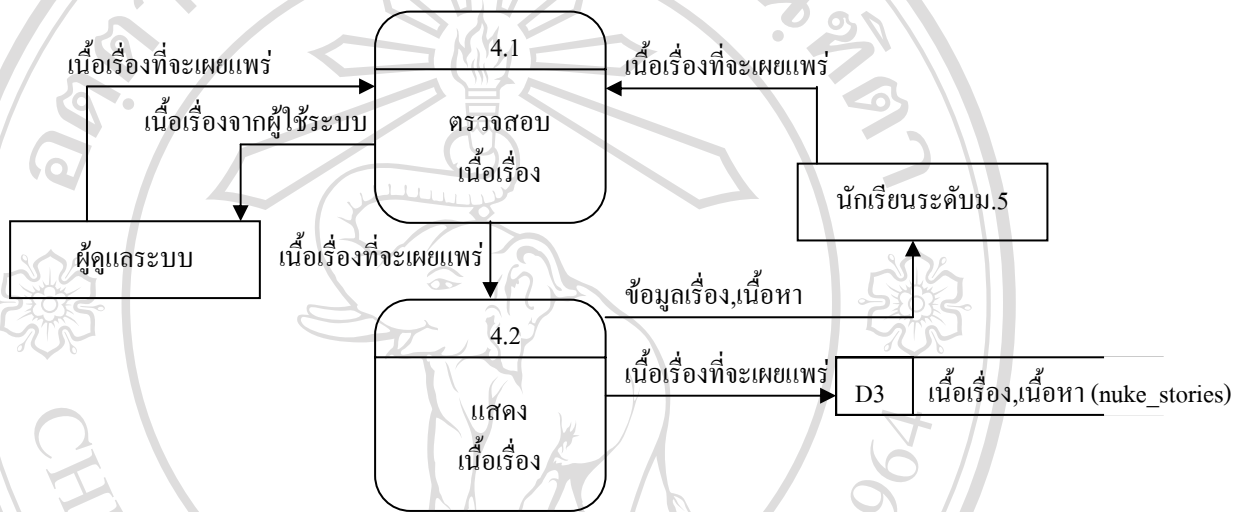 4.1
เนื้อเรื่องที่จะเผยแพร่
เนื้อเรื่องที่จะเผยแพร่
เนื้อเรื่องจากผู้ใช้ระบบ
ตรวจสอบ
เนื้อเรื่อง
นักเรียนระดับม.5
ผู้ดูแลระบบ
เนื้อเรื่องที่จะเผยแพร่
ข้อมูลเรื่อง,เนื้อหา
4.2
เนื้อเรื่องที่จะเผยแพร่
D3
เนื้อเรื่อง,เนื้อหา (nuke_stories)
แสดง
เนื้อเรื่อง
1964